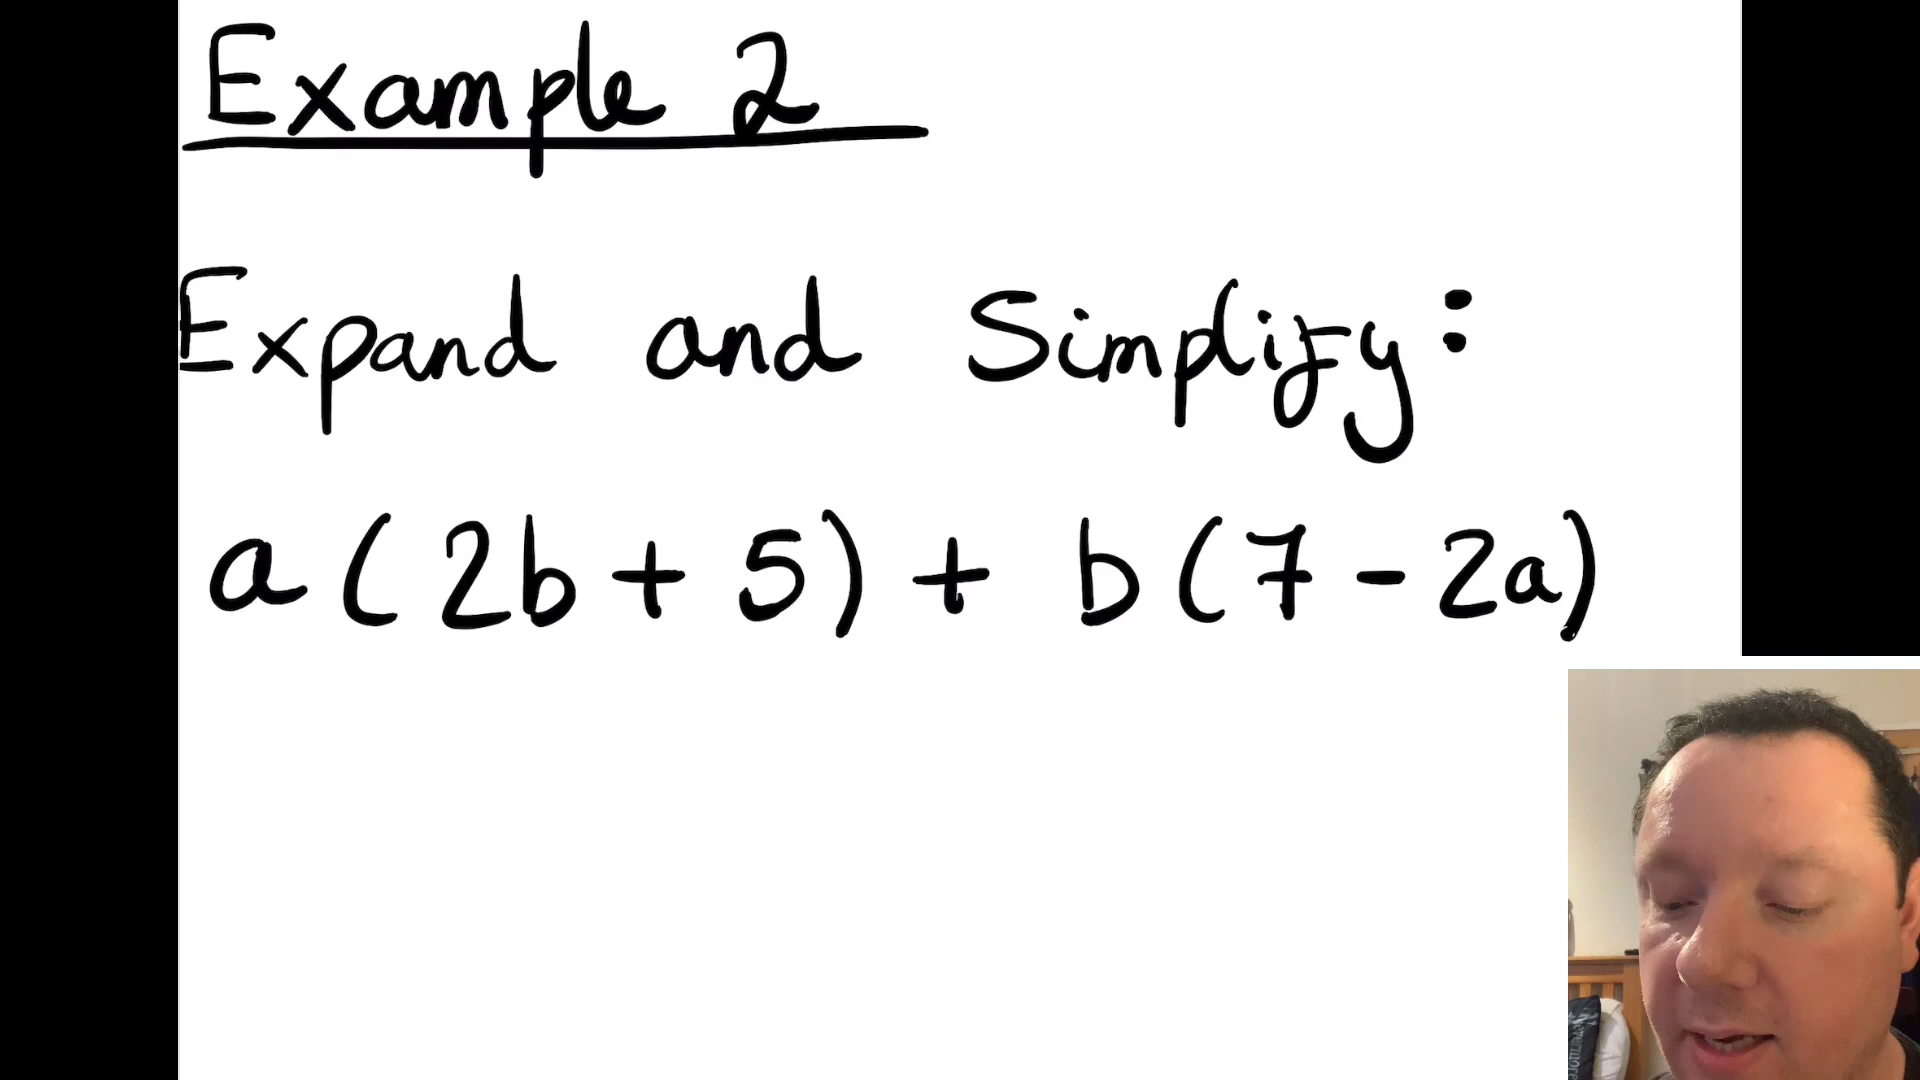 Example 2
Expand and Simplify:
a(2b + 5) + b(7 - 2a)